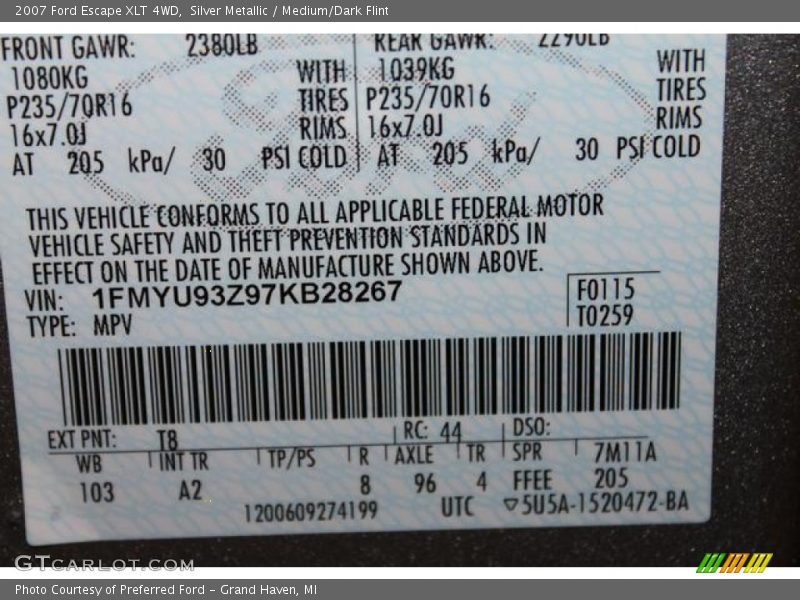 2007 Ford Escape XLT 4WD, Silver Metallic / Medium/Dark Flint
FRONT GAWR: 2380LB REAR GAWR: 2290LB
1080KG WITH 1039KG WITH
P235/70R16 TIRES P235/70R16 TIRES
16x7.0J RIMS 16x7.0J RIMS
AT 205 kPa/ 30 PSI COLD AT 205 kPa/ 30 PSI COLD
THIS VEHICLE CONFORMS TO ALL APPLICABLE FEDERAL MOTOR
VEHICLE SAFETY AND THEFT PREVENTION STANDARDS IN
EFFECT ON THE DATE OF MANUFACTURE SHOWN ABOVE.
VIN: 1FMYU93Z97KB28267 F0115
TYPE: MPV T0259
EXT PNT: T8 RC: 44 DSO:
WB INT TR TP/PS R AXLE TR SPR 7M11A
103 A2 8 96 4 FFEE 205
1200609274199 UTC ▽5U5A-1520472-BA
GTCARLOT.COM
Photo Courtesy of Preferred Ford - Grand Haven, MI